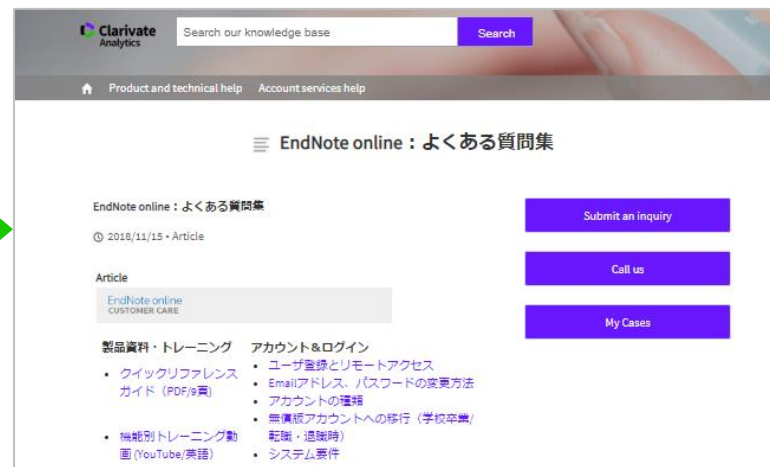 Clarivate
Analytics
Search our knowledge base
Search
Product and technical help Account services help
EndNote online：よくある質問集
EndNote online：よくある質問集
2018/11/15 • Article
Submit an inquiry
Call us
My Cases
Article
EndNote online
CUSTOMER CARE
製品資料・トレーニング
• クイックリファレンス
ガイド（PDF/9頁)
• 機能別トレーニング動
画 (YouTube/英語）
アカウント&ログイン
• ユーザ登録とリモートアクセス
• Emailアドレス、パスワードの変更方法
• アカウントの種類
• 無償版アカウントへの移行（学校卒業/
転職・退職時）
• システム要件